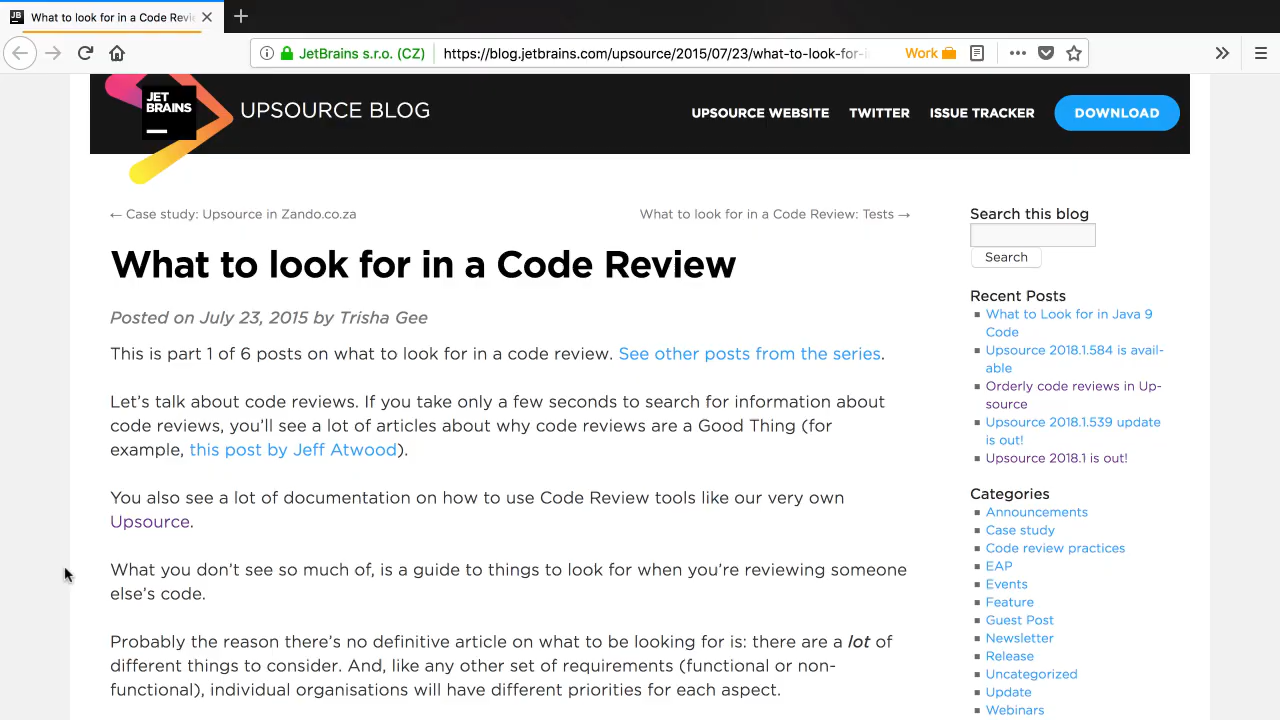 What to look for in a Code Revi
JetBrains s.r.o. (CZ)
https://blog.jetbrains.com/upsource/2015/07/23/what-to-look-for-i
Work
JET
BRAINS
UPSOURCE BLOG
UPSOURCE WEBSITE
TWITTER
ISSUE TRACKER
DOWNLOAD
← Case study: Upsource in Zando.co.za
What to look for in a Code Review: Tests →
What to look for in a Code Review
Posted on July 23, 2015 by Trisha Gee
This is part 1 of 6 posts on what to look for in a code review. See other posts from the series.
Let's talk about code reviews. If you take only a few seconds to search for information about
code reviews, you'll see a lot of articles about why code reviews are a Good Thing (for
example, this post by Jeff Atwood).
You also see a lot of documentation on how to use Code Review tools like our very own
Upsource.
What you don't see so much of, is a guide to things to look for when you're reviewing someone
else's code.
Probably the reason there's no definitive article on what to be looking for is: there are a lot of
different things to consider. And, like any other set of requirements (functional or non-
functional), individual organisations will have different priorities for each aspect.
Search this blog
Search
Recent Posts
What to Look for in Java 9
Code
Upsource 2018.1.584 is avail-
able
Orderly code reviews in Up-
source
Upsource 2018.1.539 update
is out!
Upsource 2018.1 is out!
Categories
Announcements
Case study
Code review practices
EAP
Events
Feature
Guest Post
Newsletter
Release
Uncategorized
Update
Webinars